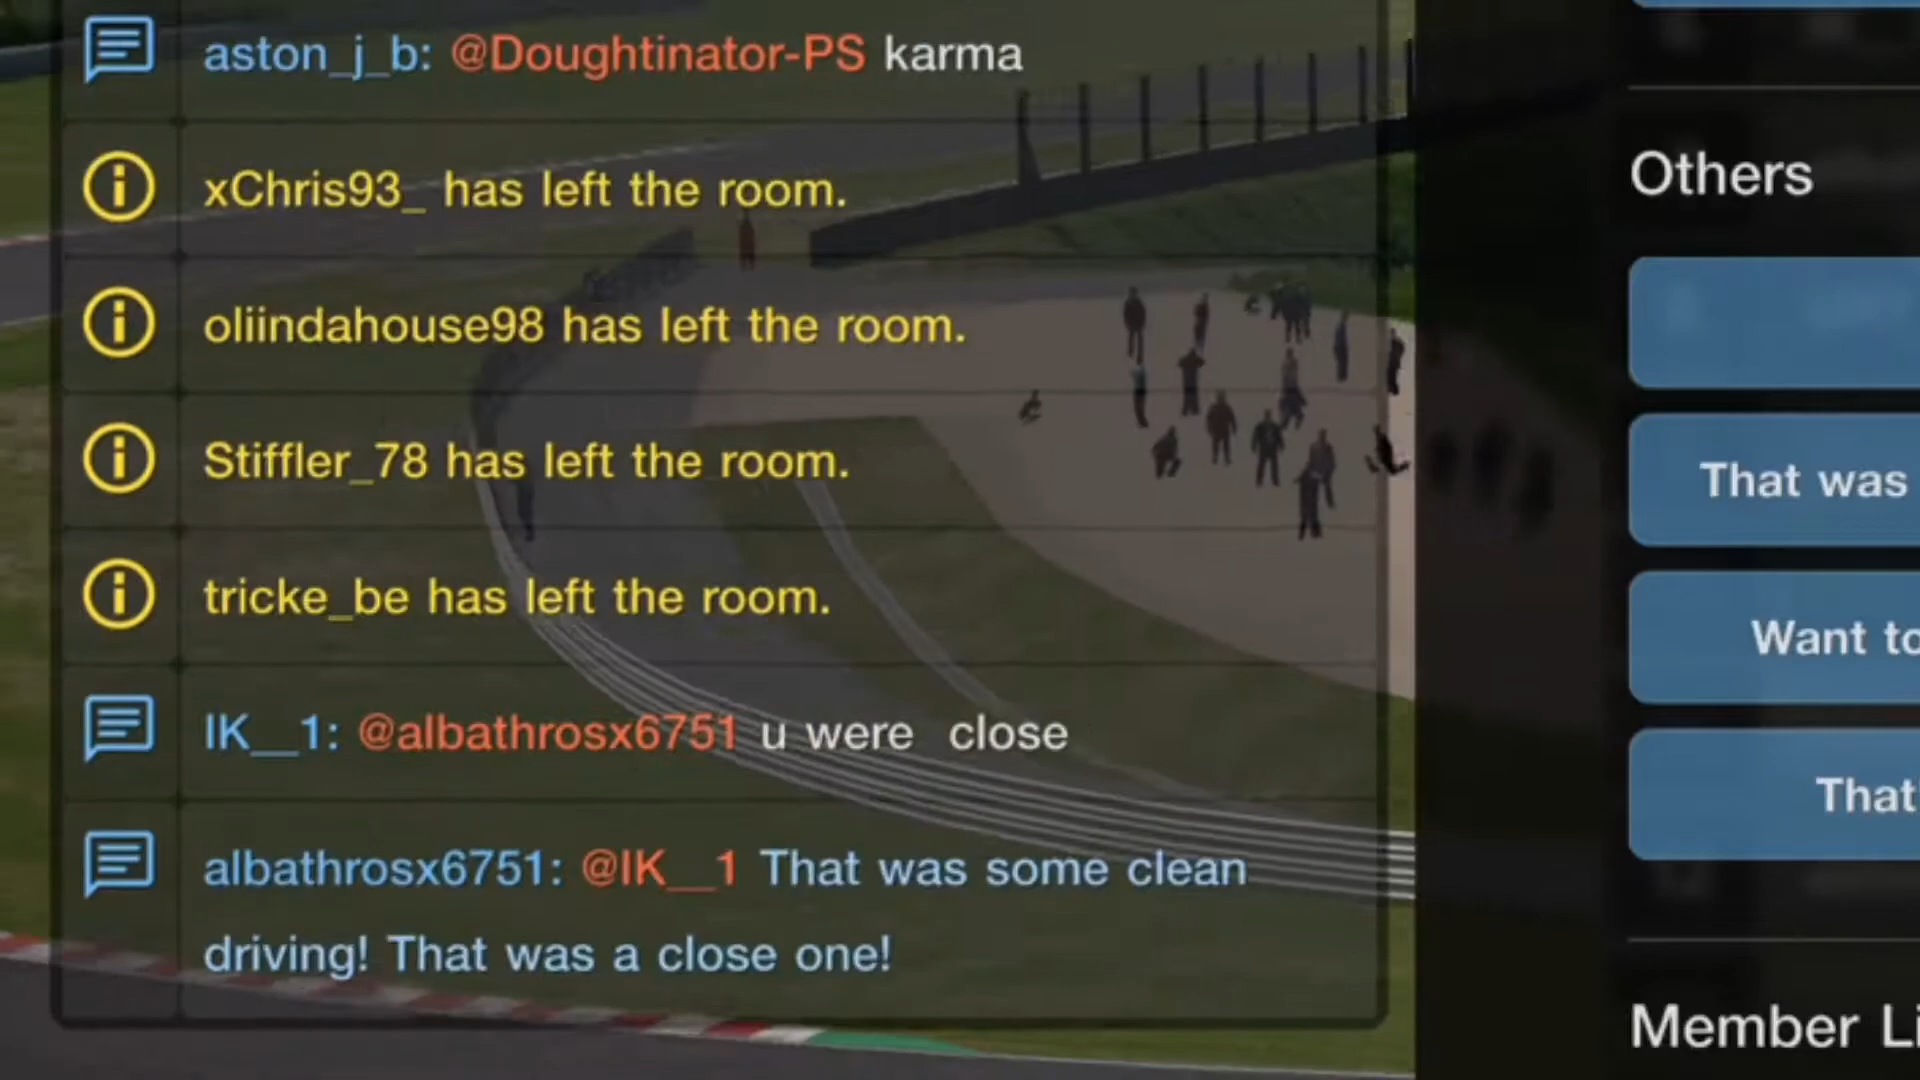 aston_j_b: @Doughtinator-PS karma
xChris93_ has left the room.
oliindahouse98 has left the room.
Stiffler_78 has left the room.
tricke_be has left the room.
IK__1: @albathrosx6751 u were close
albathrosx6751: @IK__1 That was some clean
driving! That was a close one!
Others
That was
Want to
That
Member Li